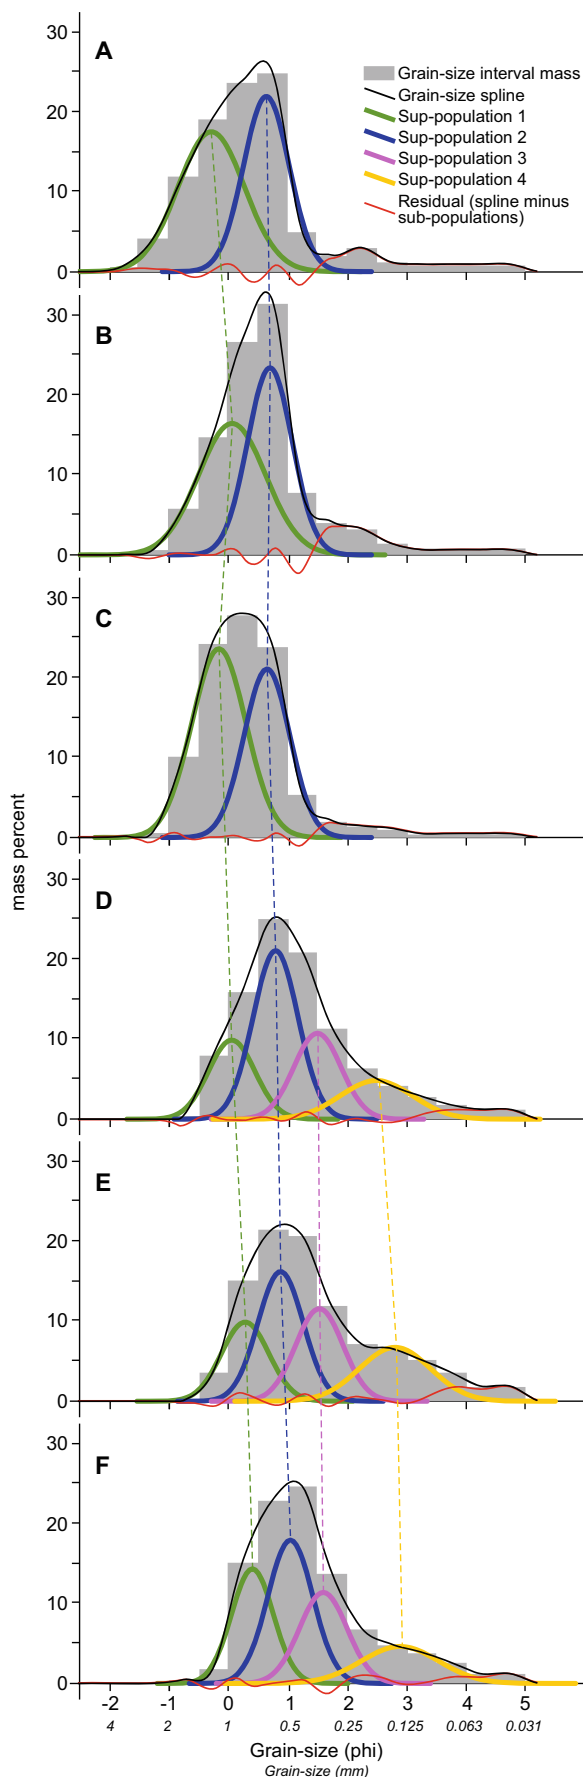 30
A
Grain-size interval mass
Grain-size spline
Sup-population 1
Sup-population 2
Sup-population 3
Sup-population 4
Residual (spline minus
sub-populations)
20
10
0
30
B
20
10
0
30
C
20
10
0
mass percent
30
D
20
10
0
30
E
20
10
0
30
F
20
10
0
-2 -1 0 1 2 3 4 5
4 2 1 0.5 0.25 0.125 0.063 0.031
Grain-size (phi)
Grain-size (mm)